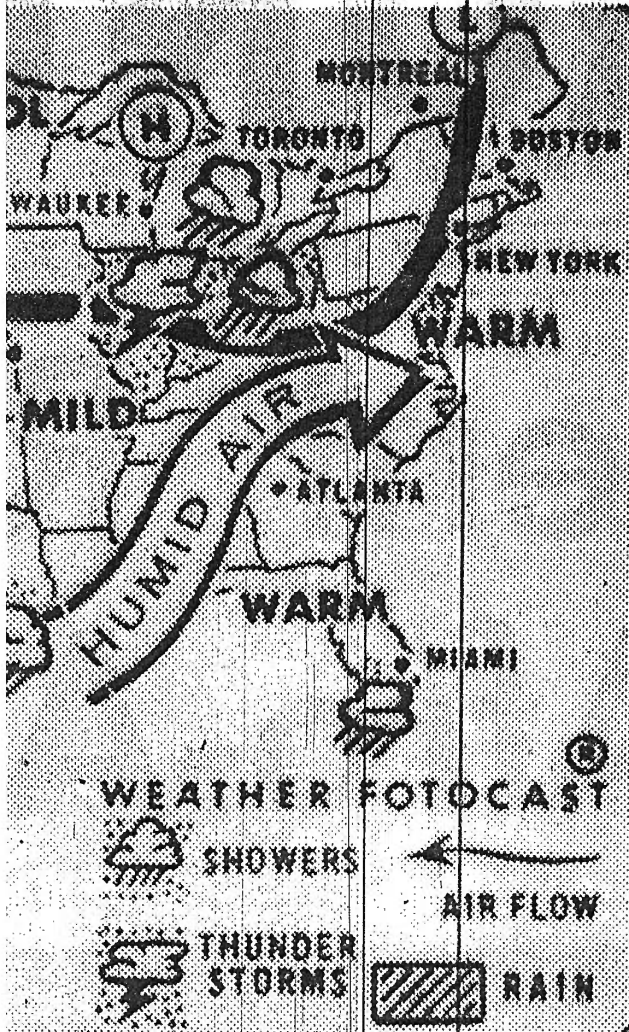 L
MONTREAL
OL
H
TORONTO
BOSTON
WAUKEE
NEW YORK
WARM
MILD
HUMID AIR
ATLANTA
WARM
MIAMI
®
WEATHER FOTOCAST
SHOWERS
AIR FLOW
THUNDER
STORMS
RAIN